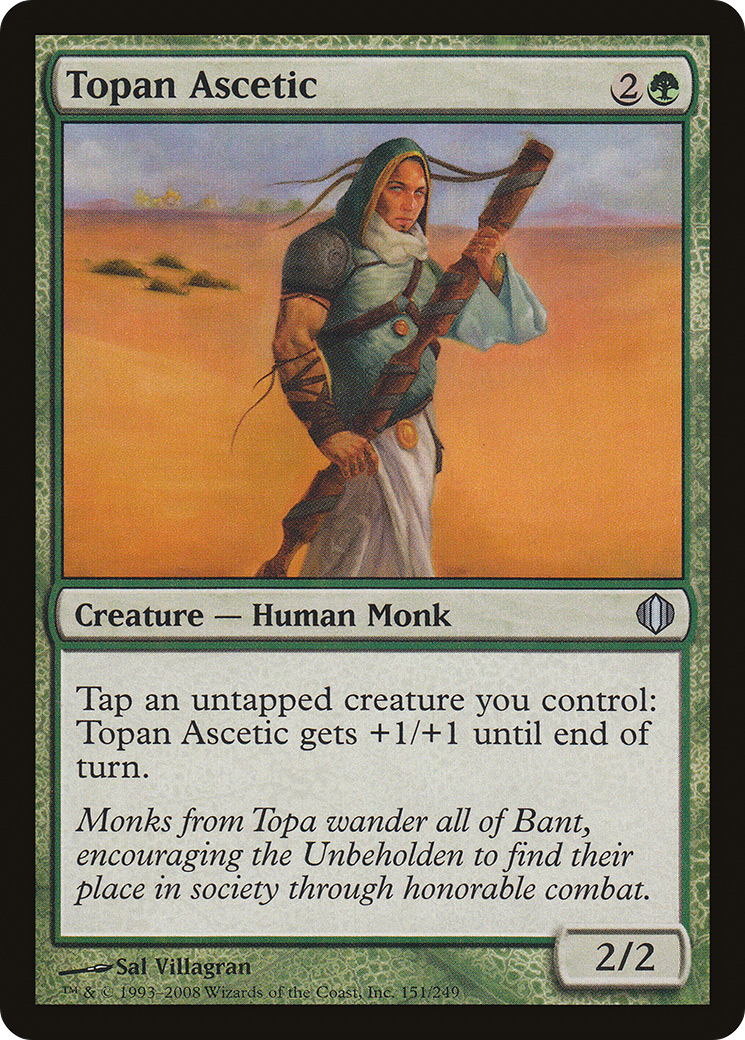 Topan Ascetic 2
Creature — Human Monk
Tap an untapped creature you control:
Topan Ascetic gets +1/+1 until end of
turn.
Monks from Topa wander all of Bant,
encouraging the Unbeholden to find their
place in society through honorable combat.
2/2
Sal Villagran
™ & © 1993–2008 Wizards of the Coast, Inc. 151/249